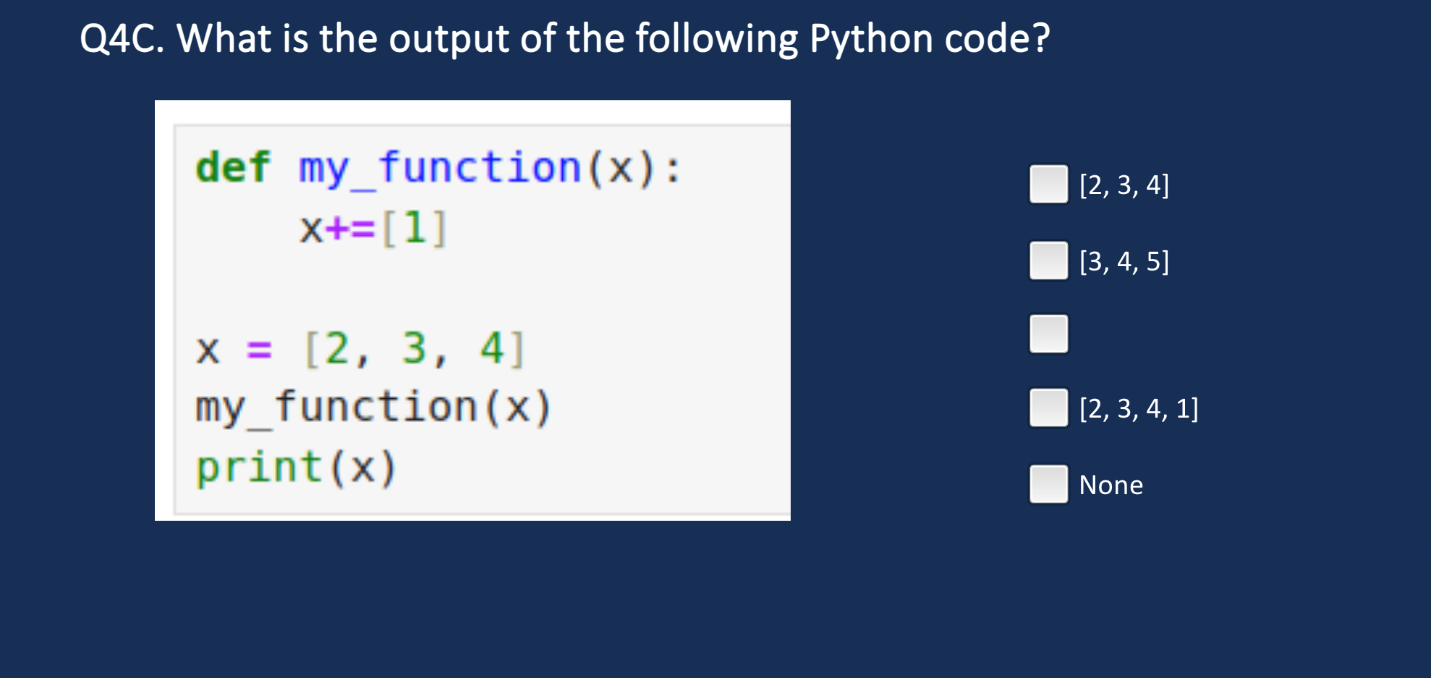 Q4C. What is the output of the following Python code?
def my_function(x):
    x+=[1]
x = [2, 3, 4]
my_function(x)
print(x)
[2, 3, 4]
[3, 4, 5]
[2, 3, 4, 1]
None